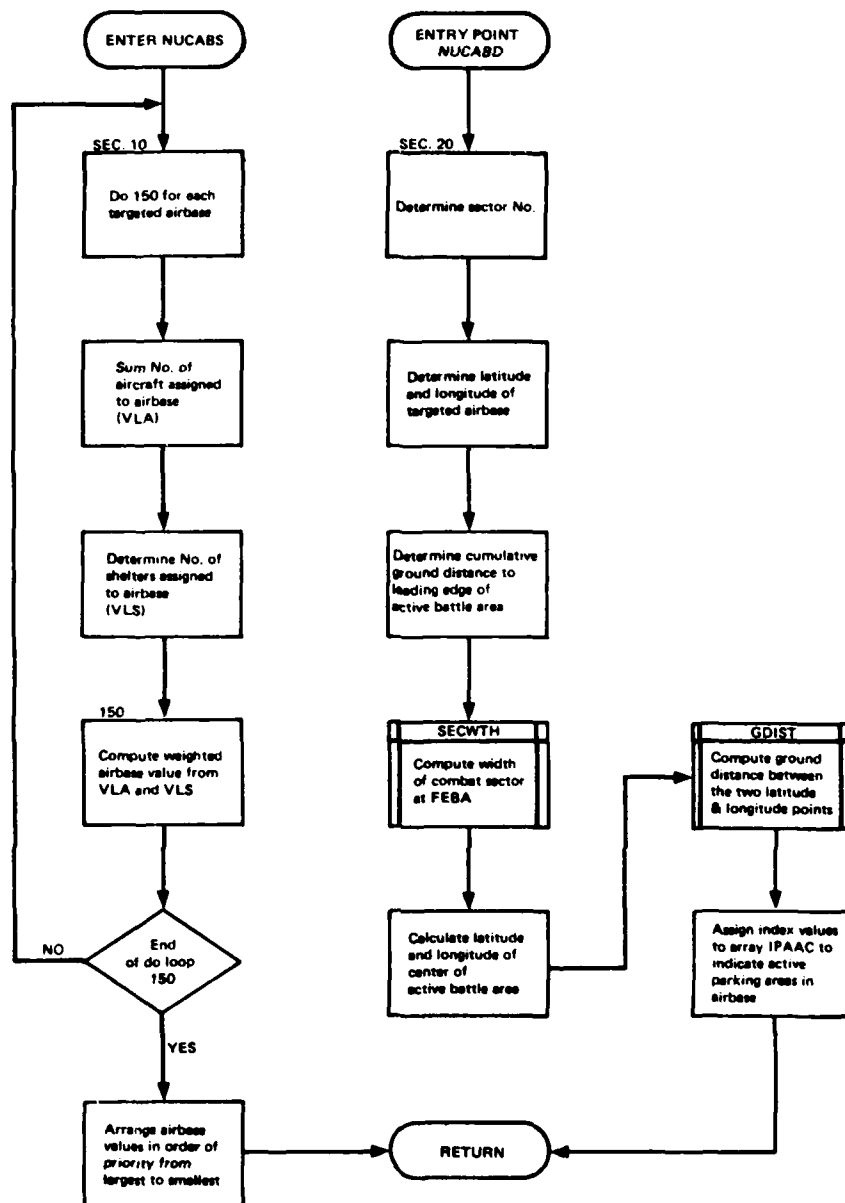 ENTER NUCABS
SEC. 10
Do 150 for each
targeted airbase
Sum No. of
aircraft assigned
to airbase
(VLA)
Determine No. of
shelters assigned
to airbase
(VLS)
150
Compute weighted
airbase value from
VLA and VLS
End
of do loop
150
NO
YES
Arrange airbase
values in order of
priority from
largest to smallest
ENTRY POINT
NUCABD
SEC. 20
Determine sector No.
Determine latitude
and longitude of
targeted airbase
Determine cumulative
ground distance to
leading edge of
active battle area
SECWTH
Compute width
of combat sector
at FEBA
Calculate latitude
and longitude of
center of
active battle area
GDIST
Compute ground
distance between
the two latitude
& longitude points
Assign index values
to array IPAAC to
indicate active
parking areas in
airbase
RETURN